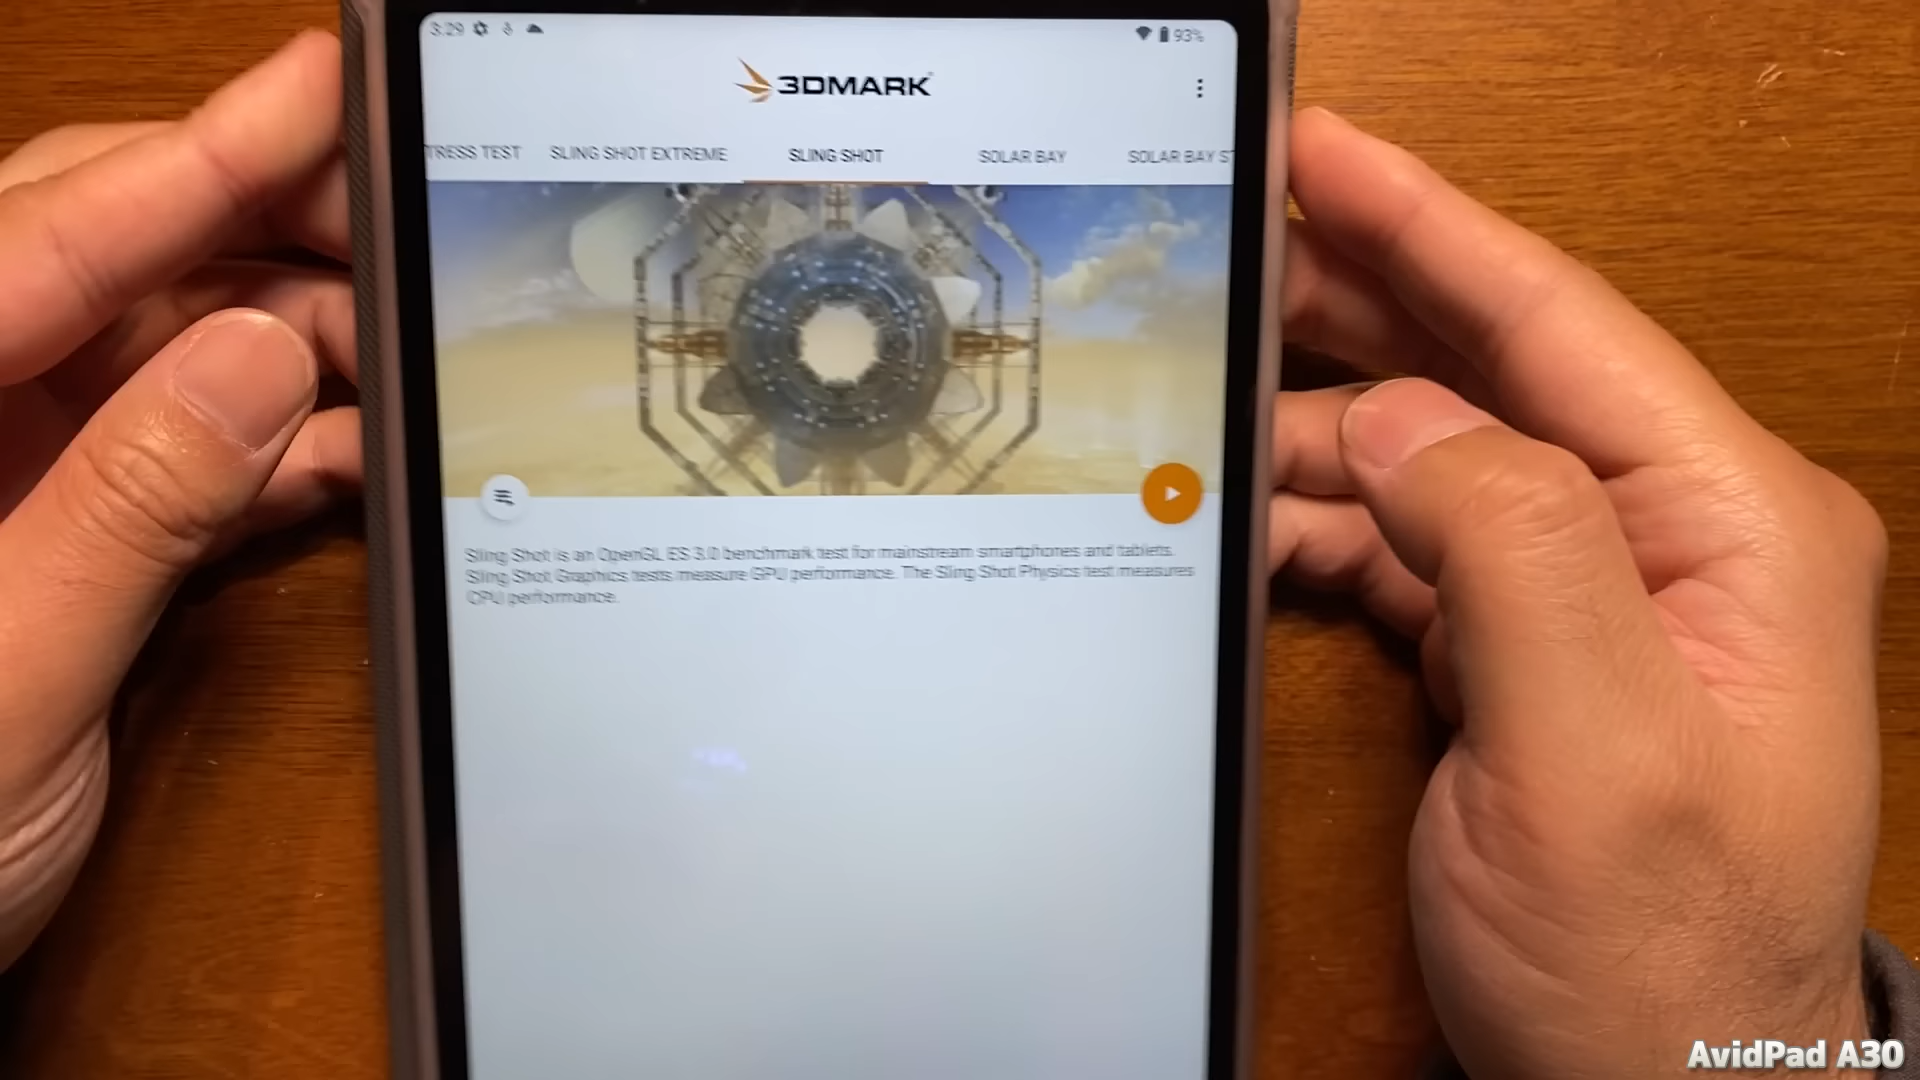 3:29
93%
3DMARK
TRESS TEST SLING SHOT EXTREME SLING SHOT SOLAR BAY SOLAR BAY ST
Sling Shot is an OpenGL ES 3.0 benchmark test for mainstream smartphones and tablets.
Sling Shot Graphics tests measure GPU performance. The Sling Shot Physics test measures
CPU performance.
AvidPad A30